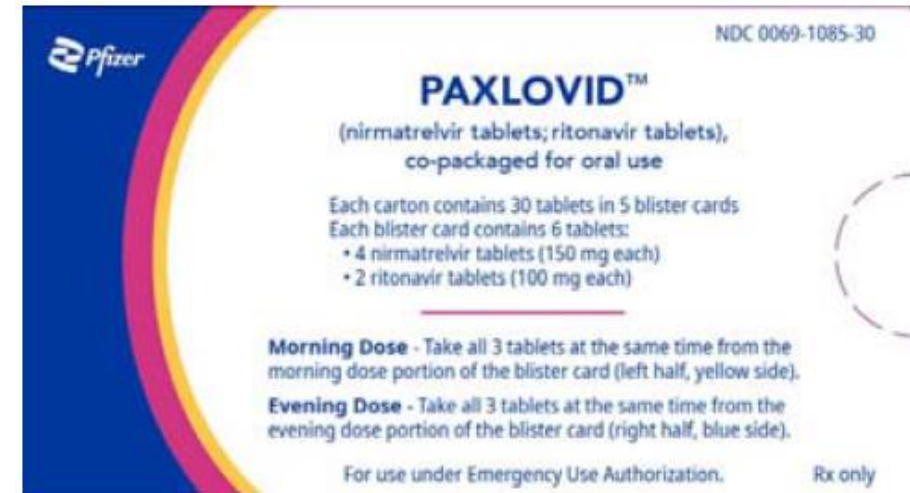 Pfizer
NDC 0069-1085-30
PAXLOVID™
(nirmatrelvir tablets; ritonavir tablets),
co-packaged for oral use
Each carton contains 30 tablets in 5 blister cards
Each blister card contains 6 tablets:
• 4 nirmatrelvir tablets (150 mg each)
• 2 ritonavir tablets (100 mg each)
Morning Dose - Take all 3 tablets at the same time from the
morning dose portion of the blister card (left half, yellow side).
Evening Dose - Take all 3 tablets at the same time from the
evening dose portion of the blister card (right half, blue side).
For use under Emergency Use Authorization. Rx only